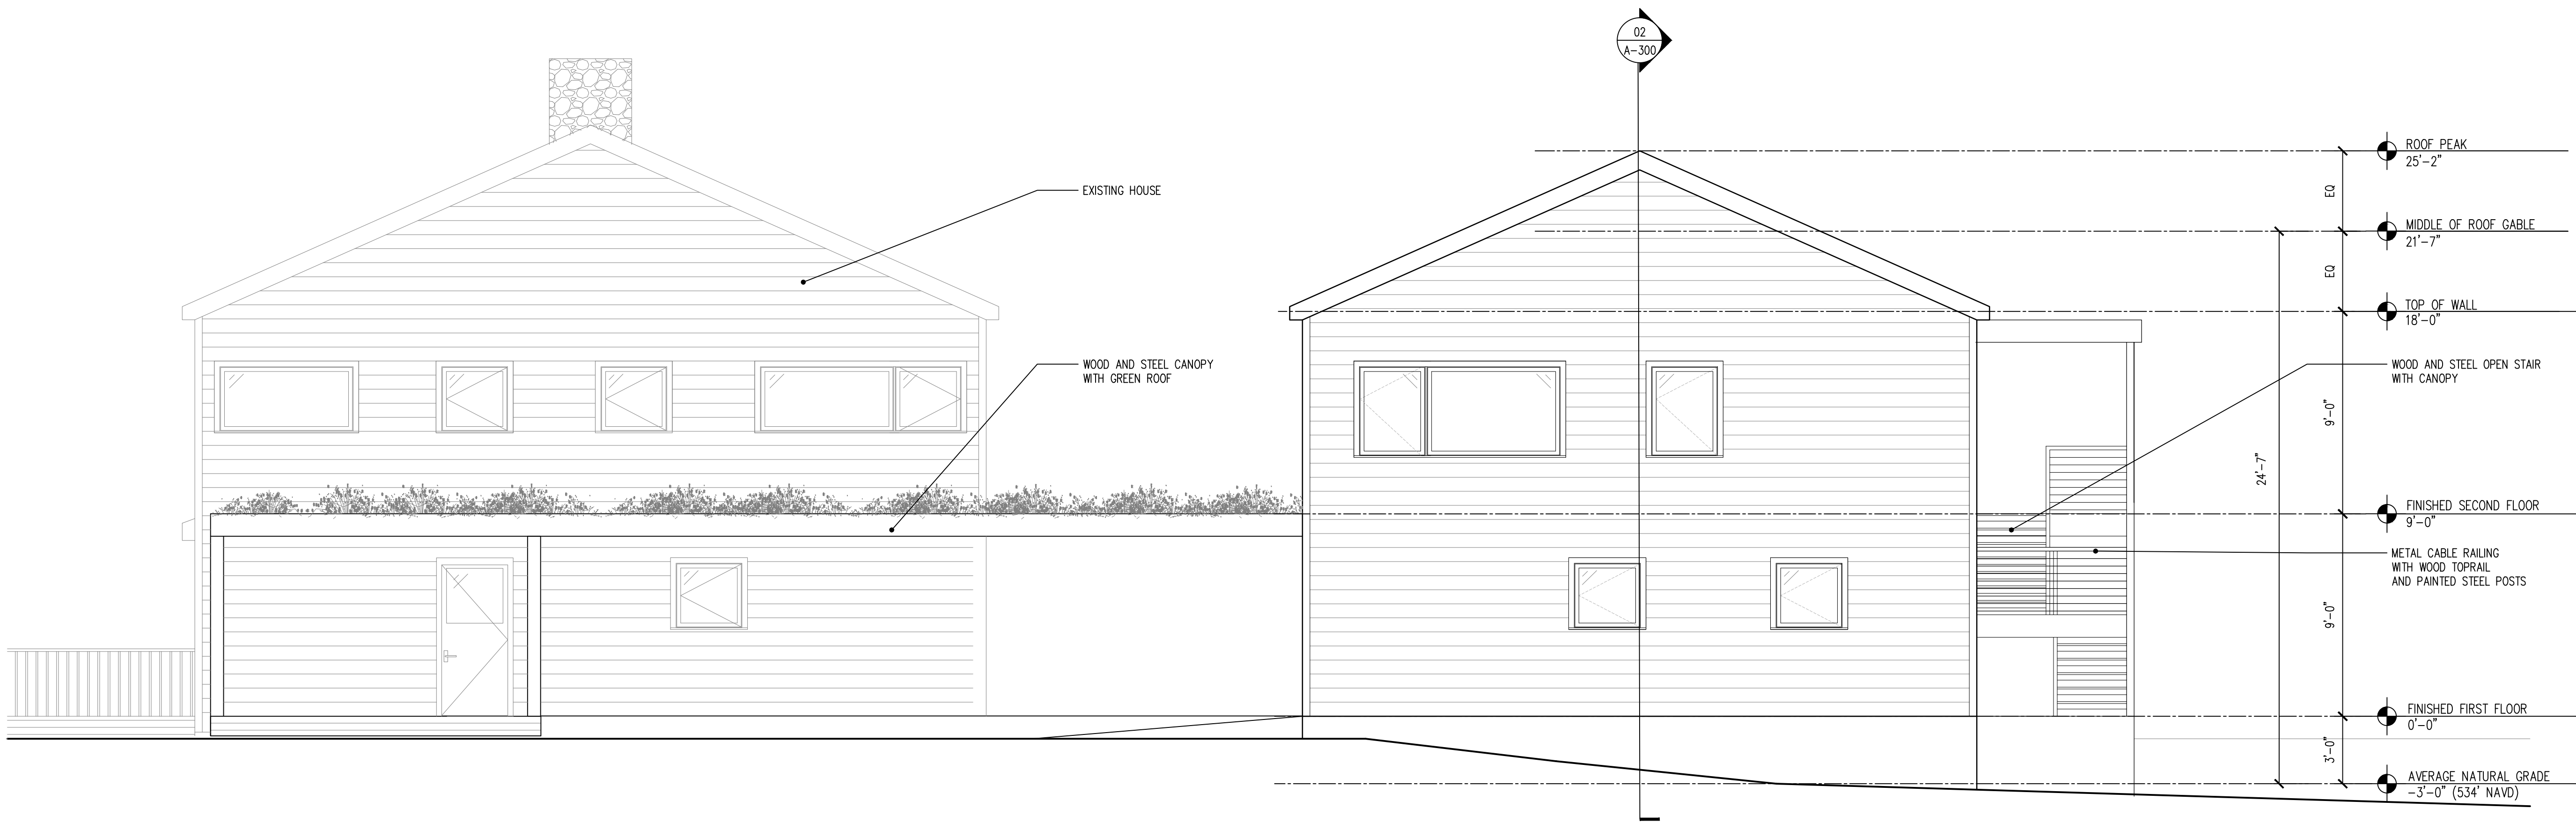 02
A-300
EXISTING HOUSE
WOOD AND STEEL CANOPY
WITH GREEN ROOF
ROOF PEAK
25'-2"
EQ
MIDDLE OF ROOF GABLE
21'-7"
EQ
TOP OF WALL
18'-0"
WOOD AND STEEL OPEN STAIR
WITH CANOPY
9'-0"
24'-7"
FINISHED SECOND FLOOR
9'-0"
METAL CABLE RAILING
WITH WOOD TOPRAIL
AND PAINTED STEEL POSTS
9'-0"
FINISHED FIRST FLOOR
0'-0"
3'-0"
AVERAGE NATURAL GRADE
-3'-0" (534' NAVD)